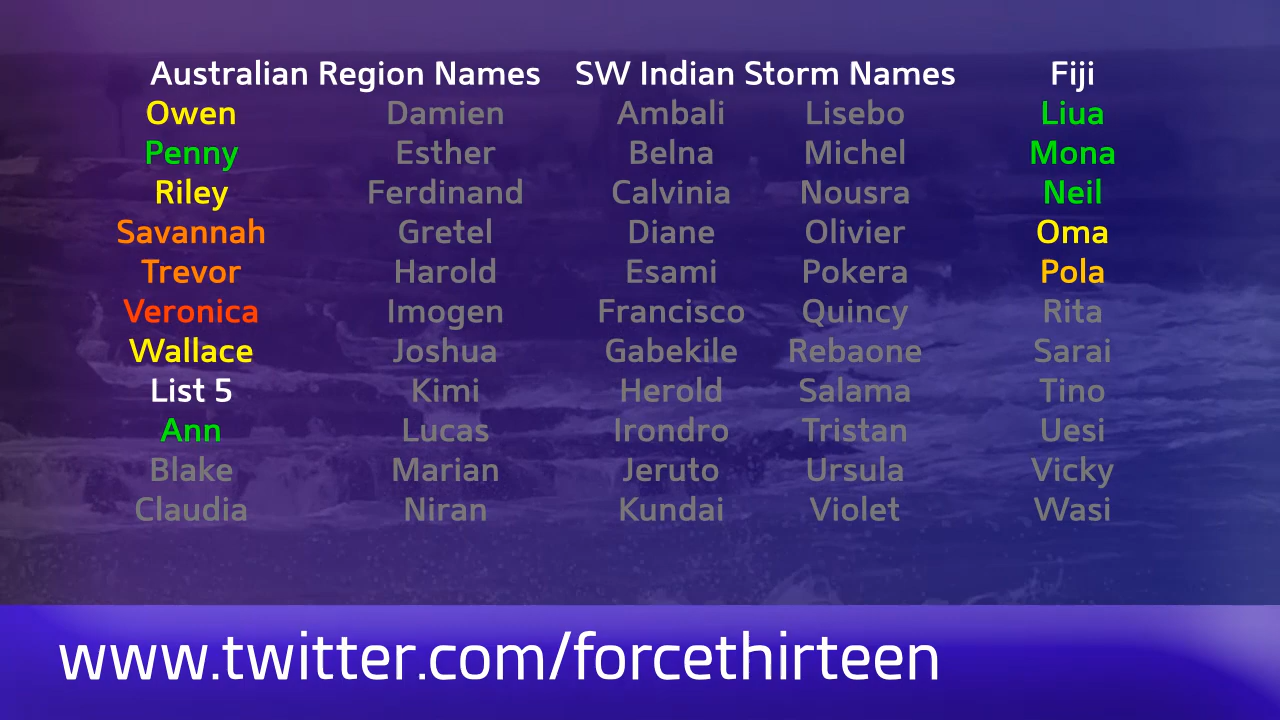 Australian Region Names SW Indian Storm Names Fiji
Owen Damien Ambali Lisebo Liua
Penny Esther Belna Michel Mona
Riley Ferdinand Calvinia Nousra Neil
Savannah Gretel Diane Olivier Oma
Trevor Harold Esami Pokera Pola
Veronica Imogen Francisco Quincy Rita
Wallace Joshua Gabekile Rebaone Sarai
List 5 Kimi Herold Salama Tino
Ann Lucas Irondro Tristan Uesi
Blake Marian Jeruto Ursula Vicky
Claudia Niran Kundai Violet Wasi
www.twitter.com/forcethirteen